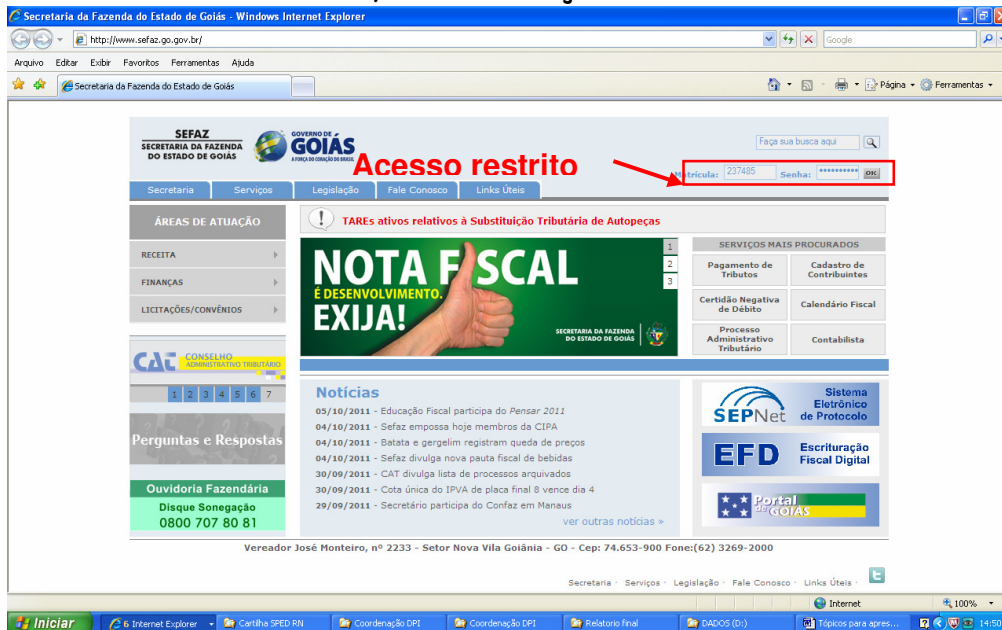 Secretaria da Fazenda do Estado de Goiás - Windows Internet Explorer
http://www.sefaz.go.gov.br/
Google
Arquivo Editar Exibir Favoritos Ferramentas Ajuda
Secretaria da Fazenda do Estado de Goiás
Página Ferramentas
SEFAZ
SECRETARIA DA FAZENDA
DO ESTADO DE GOIÁS
GOVERNO DE
GOIÁS
A FORÇA DO CORAÇÃO DO BRASIL
Faça sua busca aqui
Acesso restrito
Matrícula: 237485 Senha: ********** OK
Secretaria Serviços Legislação Fale Conosco Links Úteis
ÁREAS DE ATUAÇÃO
RECEITA
FINANÇAS
LICITAÇÕES/CONVÊNIOS
! TAREs ativos relativos à Substituição Tributária de Autopeças
NOTA FISCAL
É DESENVOLVIMENTO.
EXIJA!
SECRETARIA DA FAZENDA
DO ESTADO DE GOIÁS
1
2
3
SERVIÇOS MAIS PROCURADOS
Pagamento de Tributos
Cadastro de Contribuintes
Certidão Negativa de Débito
Calendário Fiscal
Processo Administrativo Tributário
Contabilista
CAT CONSELHO
ADMINISTRATIVO TRIBUTÁRIO
1 2 3 4 5 6 7
Perguntas e Respostas
Ouvidoria Fazendária
Disque Sonegação
0800 707 80 81
Notícias
05/10/2011 - Educação Fiscal participa do Pensar 2011
04/10/2011 - Sefaz empossa hoje membros da CIPA
04/10/2011 - Batata e gergelim registram queda de preços
04/10/2011 - Sefaz divulga nova pauta fiscal de bebidas
30/09/2011 - CAT divulga lista de processos arquivados
30/09/2011 - Cota única do IPVA de placa final 8 vence dia 4
29/09/2011 - Secretário participa do Confaz em Manaus
ver outras notícias »
SEPNet Sistema
Eletrônico
de Protocolo
EFD Escrituração
Fiscal Digital
Portal
de GOIÁS
Vereador José Monteiro, nº 2233 - Setor Nova Vila Goiânia - GO - Cep: 74.653-900 Fone:(62) 3269-2000
Secretaria · Serviços · Legislação · Fale Conosco · Links Úteis ·
Internet 100%
Iniciar 6 Internet Explorer Cartilha SPED RN Coordenação DPI Coordenação DPI Relatorio final DADOS (D:) Tópicos para apres... 14:50